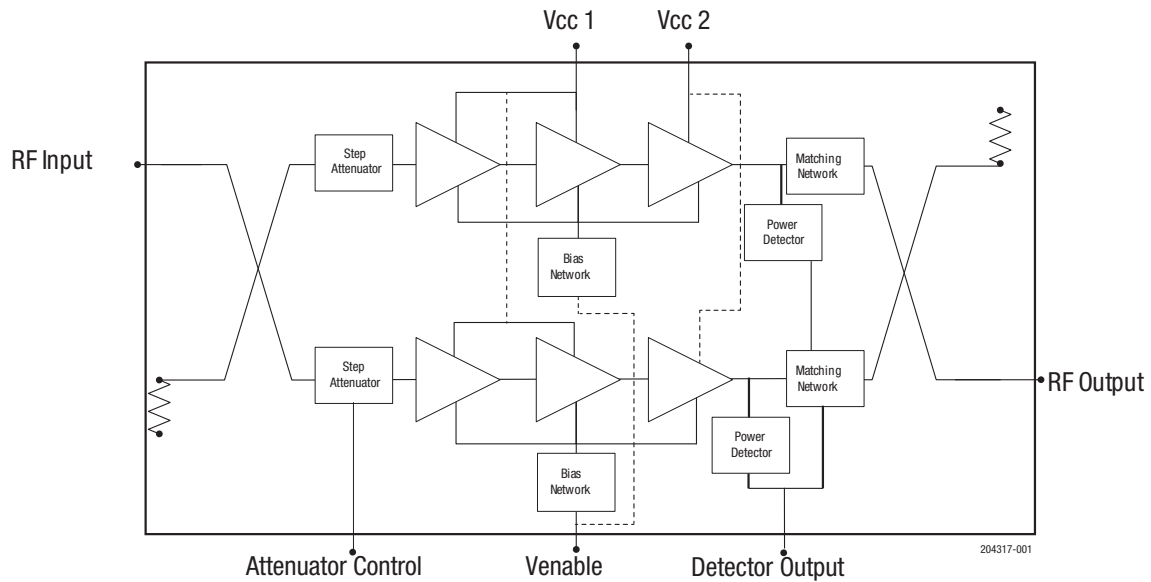 Vcc 1
Vcc 2
RF Input
Step
Attenuator
Matching
Network
Power
Detector
Bias
Network
Step
Attenuator
Matching
Network
RF Output
Power
Detector
Bias
Network
204317-001
Attenuator Control
Venable
Detector Output